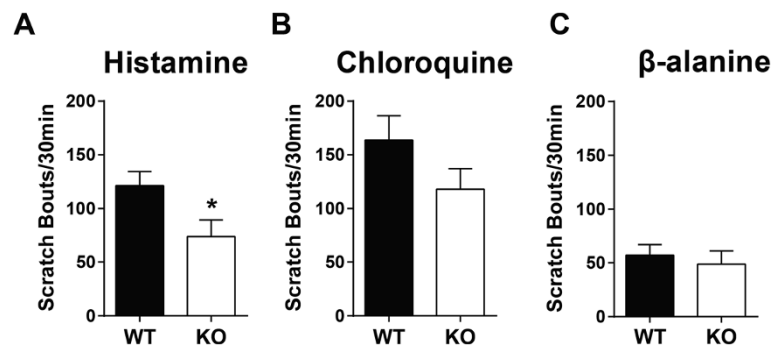 A
Histamine
Scratch Bouts/30min
200
150
100
50
0
*
WT KO
B
Chloroquine
Scratch Bouts/30min
200
150
100
50
0
WT KO
C
β-alanine
Scratch Bouts/30min
200
150
100
50
0
WT KO